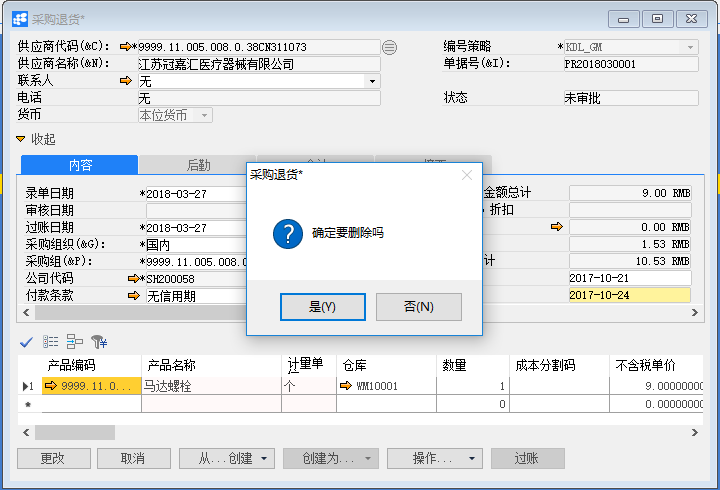 采购退货*
供应商代码(&C): *9999.11.005.008.0.38CN311073 编号策略 *KDL_GM
供应商名称(&N): 江苏冠嘉汇医疗器械有限公司 单据号(&I): PR2018030001
联系人 无
电话 无 状态 未审批
货币 本位货币
收起
内容 后勤
采购退货*
录单日期 *2018-03-27 金额总计 9.00 RMB
审核日期 折扣
过账日期 *2018-03-27 0.00 RMB
确定要删除吗
采购组织(&G): *国内 1.53 RMB
采购组(&P): *9999.11.005.008.0 计 10.53 RMB
公司代码 *SH200058 2017-10-21
付款条款 无信用期 2017-10-24
是(Y) 否(N)
产品编码 产品名称 计量单位 仓库 数量 成本分割码 不含税单价
1 9999.11.0... 马达螺栓 个 WM10001 1 9.00000000
* 0 0.00000000
更改 取消 从...创建 创建为... 操作... 过账